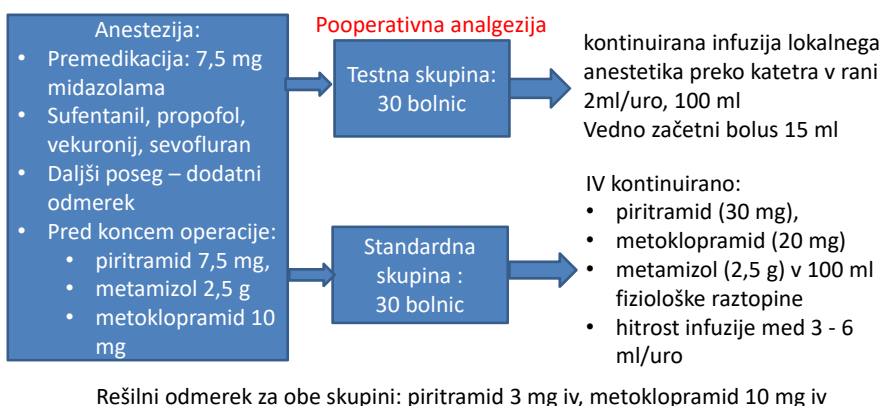 Anestezija:
• Premedikacija: 7,5 mg
midazolama
• Sufentanil, propofol,
vekuronij, sevofluran
• Daljši poseg – dodatni
odmerek
• Pred koncem operacije:
• piritramid 7,5 mg,
• metamizol 2,5 g
• metoklopramid 10
mg
Pooperativna analgezija
Testna skupina:
30 bolnic
kontinuirana infuzija lokalnega
anestetika preko katetra v rani
2ml/uro, 100 ml
Vedno začetni bolus 15 ml
Standardna
skupina :
30 bolnic
IV kontinuirano:
• piritramid (30 mg),
• metoklopramid (20 mg)
• metamizol (2,5 g) v 100 ml
fiziološke raztopine
• hitrost infuzije med 3 - 6
ml/uro
Rešilni odmerek za obe skupini: piritramid 3 mg iv, metoklopramid 10 mg iv